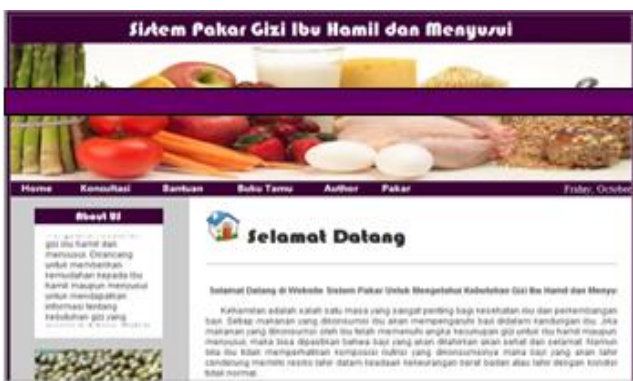 Sistem Pakar Gizi Ibu Hamil dan Menyusui
Home Konsultasi Bantuan Buku Tamu Author Pakar Friday, October
About US
gizi ibu hamil dan
menyusui. Dirancang
untuk memberikan
kemudahan kepada ibu
hamil maupun menyusui
untuk mendapatkan
informasi tentang
kebutuhan gizi yang
Selamat Datang
Selamat Datang di Website Sistem Pakar Untuk Mengetahui Kebutuhan Gizi Ibu Hamil dan Menyu
Kehamilan adalah salah satu masa yang sangat penting bagi kesehatan ibu dan perkembangan
bayi. Setiap makanan yang dikonsumsi ibu akan mempengaruhi bayi didalam kandungan ibu. Jika
makanan yang dikonsumsi oleh ibu telah memenuhi angka kecukupan gizi untuk ibu hamil maupun
menyusui, maka bisa dipastikan bahwa bayi yang akan dilahirkan akan sehat dan selamat. Namun
bila ibu tidak memperhatikan komposisi nutrisi yang dikonsumsinya maka bayi yang akan lahir
cenderung memiliki resiko lahir dalam keadaan kekurangan berat badan atau lahir dengan kondisi
tidak normal.